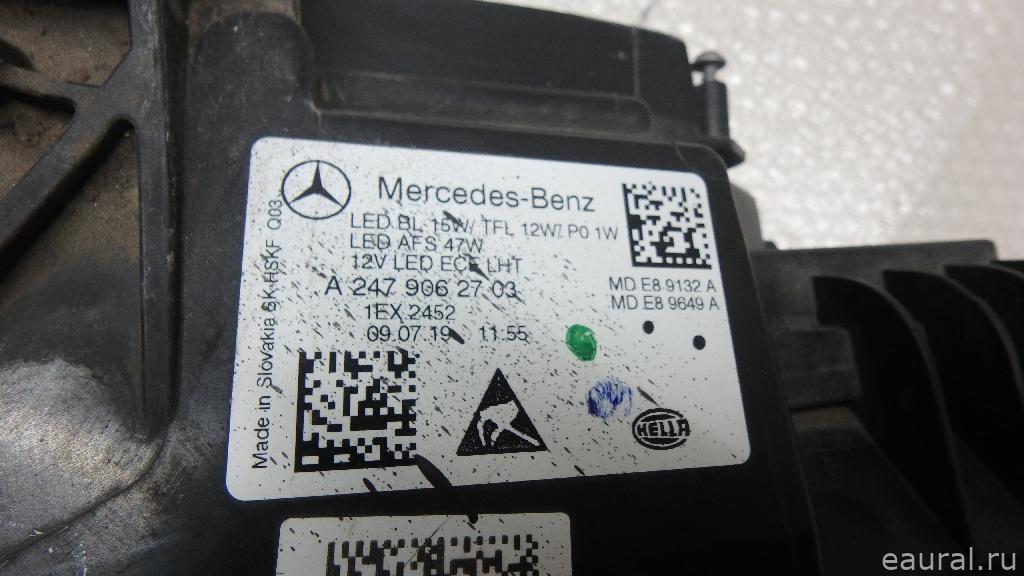 Mercedes-Benz
LED BL 15W/ TFL 12W/ PO 1W
LED AFS 47W
12V LED ECE LHT
A 247 906 27 03
1EX 2452
09.07.19 11:55
MD E8 9132 A
MD E8 9649 A
Made in Slovakia SK-HSKF Q03
HELLA
eaural.ru